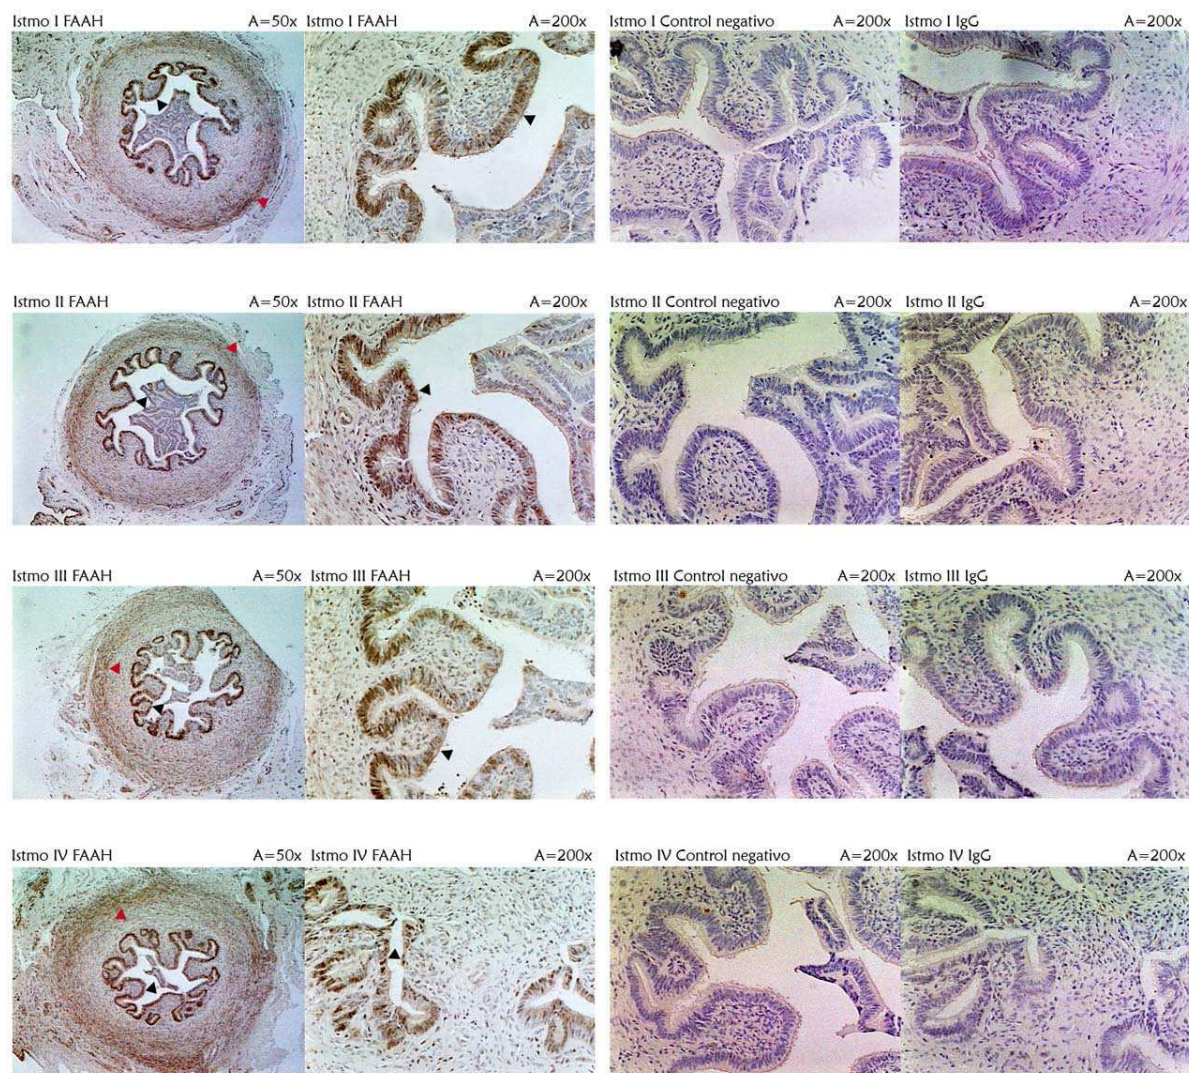 Istmo I FAAH A=50x Istmo I FAAH A=200x Istmo I Control negativo A=200x Istmo I IgG A=200x
Istmo II FAAH A=50x Istmo II FAAH A=200x Istmo II Control negativo A=200x Istmo II IgG A=200x
Istmo III FAAH A=50x Istmo III FAAH A=200x Istmo III Control negativo A=200x Istmo III IgG A=200x
Istmo IV FAAH A=50x Istmo IV FAAH A=200x Istmo IV Control negativo A=200x Istmo IV IgG A=200x